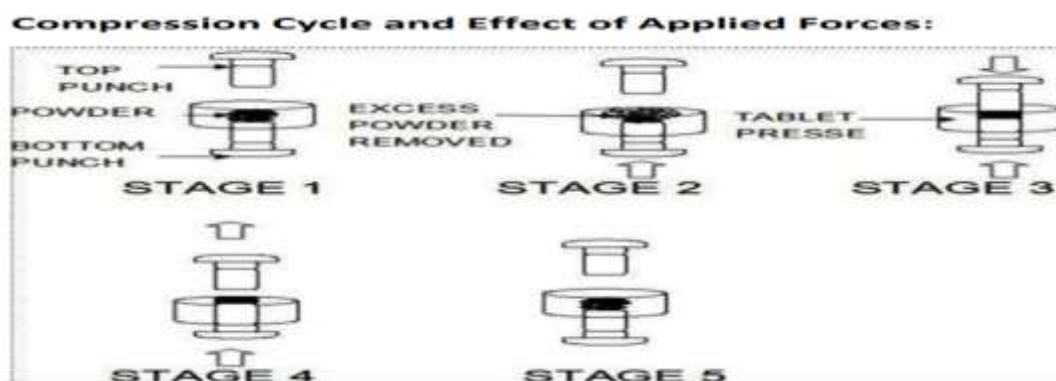 Compression Cycle and Effect of Applied Forces:
TOP
PUNCH
POWDER
BOTTOM
PUNCH
STAGE 1
EXCESS
POWDER
REMOVED
STAGE 2
TABLET
PRESSE
STAGE 3
STAGE 4
STAGE 5